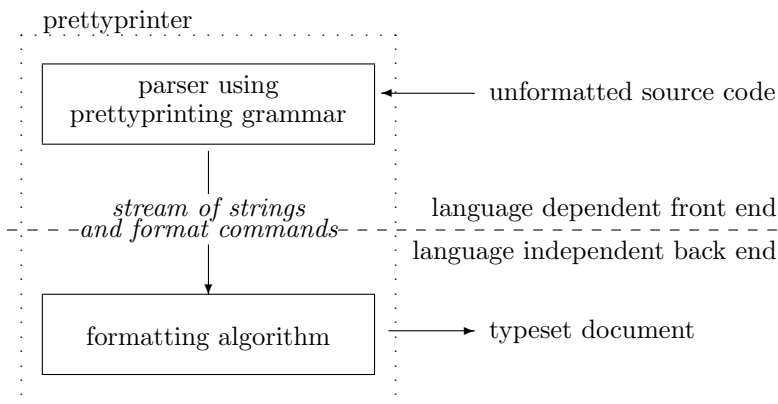 prettyprinter
parser using
prettyprinting grammar
unformatted source code
stream of strings
and format commands
language dependent front end
language independent back end
formatting algorithm
typeset document